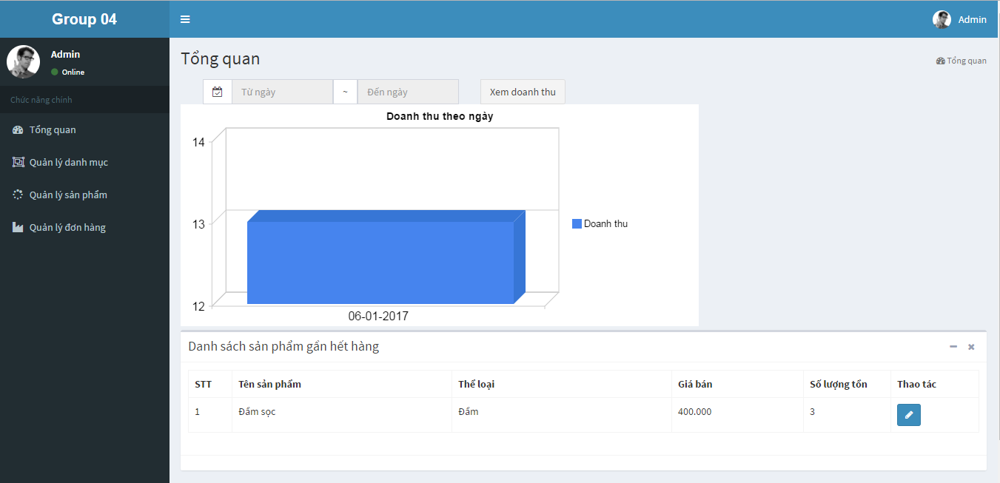 Group 04
Admin
Admin
Online
Chức năng chính
Tổng quan
Quản lý danh mục
Quản lý sản phẩm
Quản lý đơn hàng
Tổng quan
Tổng quan
Từ ngày ~ Đến ngày Xem doanh thu
Doanh thu theo ngày
14
13
12
06-01-2017
Doanh thu
Danh sách sản phẩm gần hết hàng
STT Tên sản phẩm Thể loại Giá bán Số lượng tồn Thao tác
1 Đầm sọc Đầm 400.000 3